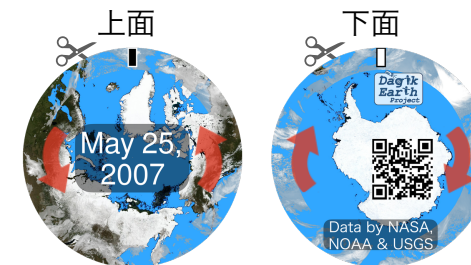 上面
下面
Dagik
Earth
Project
May 25,
2007
Data by NASA,
NOAA & USGS